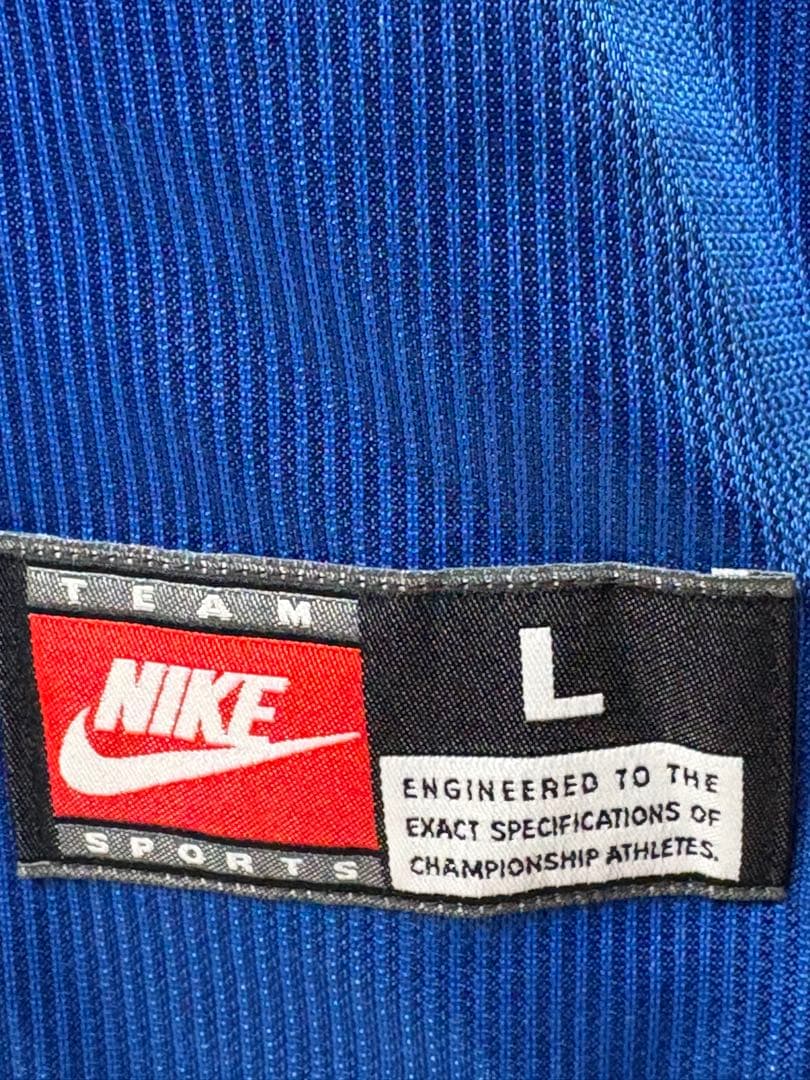 TEAM
NIKE
SPORTS
L
ENGINEERED TO THE
EXACT SPECIFICATIONS OF
CHAMPIONSHIP ATHLETES.